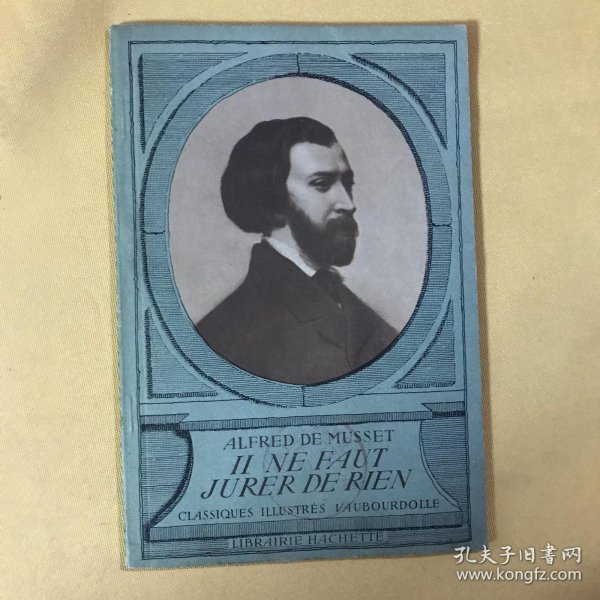 ALFRED DE MUSSET
Il NE FAUT
JURER DE RIEN
CLASSIQUES ILLUSTRÉS VAUBOURDOLLE
LIBRAIRIE HACHETTE
孔夫子旧书网
www.kongfz.com